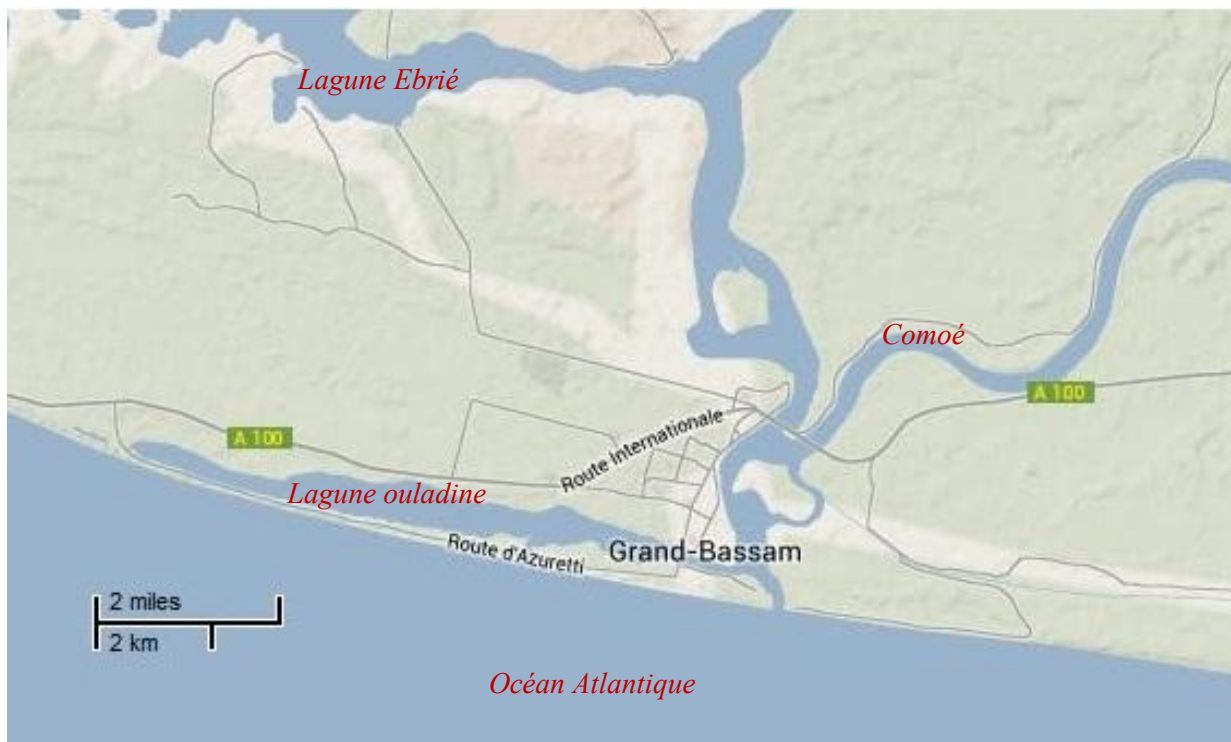 Lagune Ebrié
Comoé
A 100
Route Internationale
A 100
Lagune ouladine
Route d'Azuretti
Grand-Bassam
2 miles
2 km
Océan Atlantique